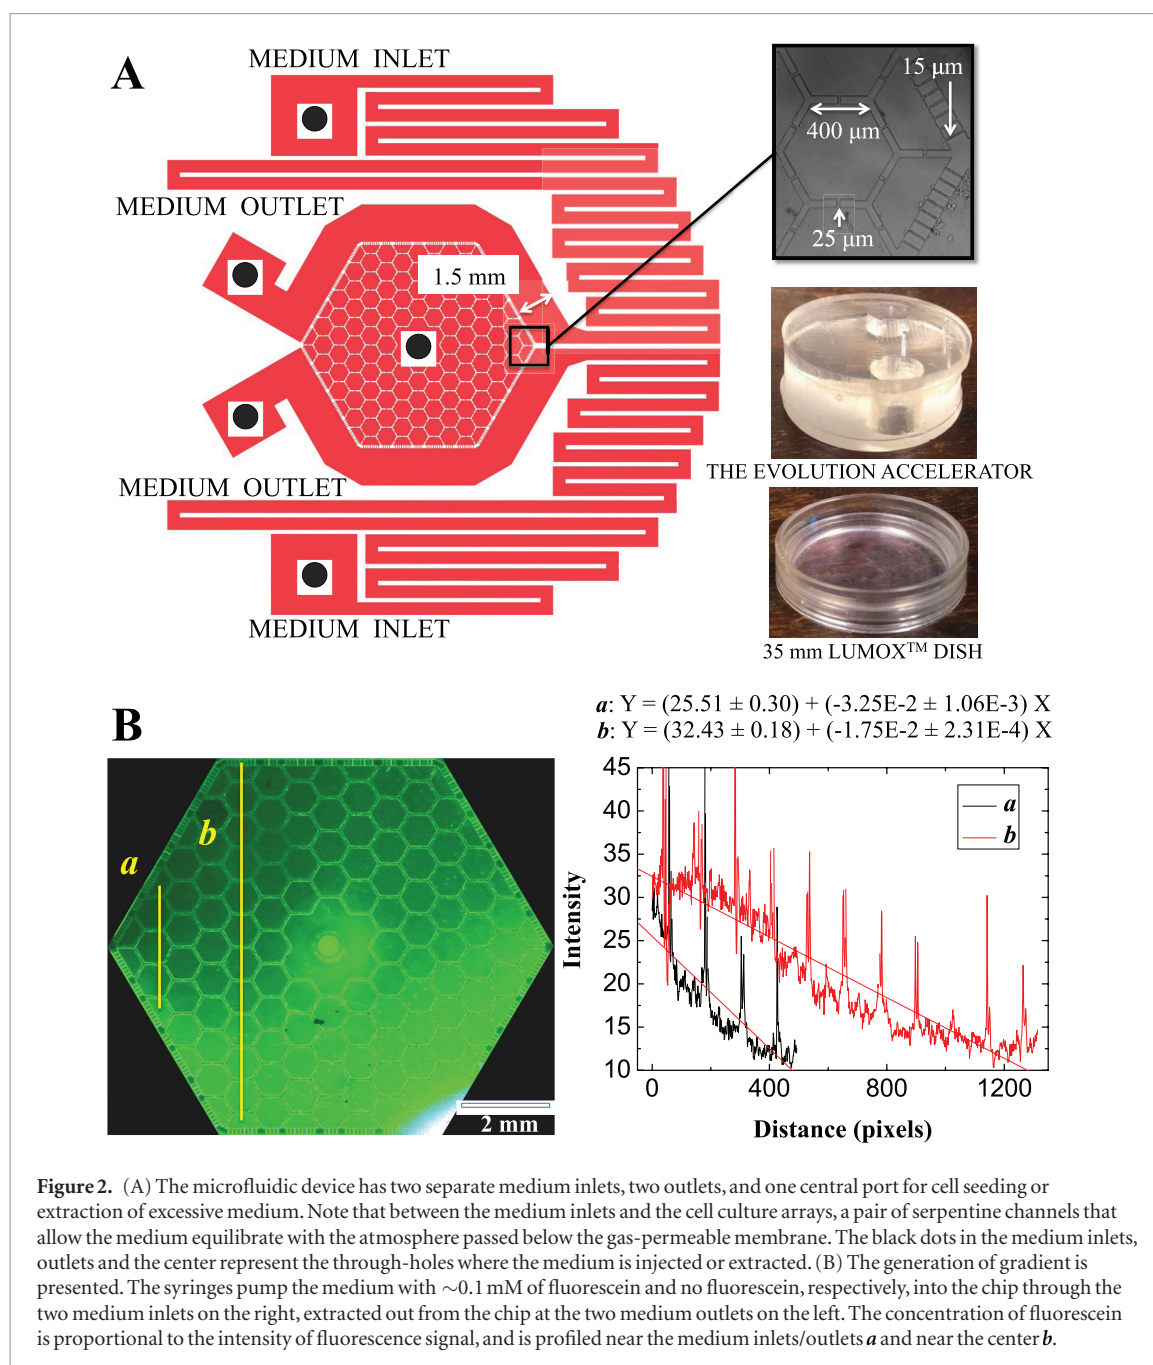 A
MEDIUM INLET
MEDIUM OUTLET
1.5 mm
MEDIUM OUTLET
MEDIUM INLET
15 µm
400 µm
25 µm
THE EVOLUTION ACCELERATOR
35 mm LUMOX™ DISH
B
a
b
2 mm
a: Y = (25.51 ± 0.30) + (-3.25E-2 ± 1.06E-3) X
b: Y = (32.43 ± 0.18) + (-1.75E-2 ± 2.31E-4) X
45
40
35
30
25
20
15
10
Intensity
a
b
0 400 800 1200
Distance (pixels)
Figure 2. (A) The microfluidic device has two separate medium inlets, two outlets, and one central port for cell seeding or
extraction of excessive medium. Note that between the medium inlets and the cell culture arrays, a pair of serpentine channels that
allow the medium equilibrate with the atmosphere passed below the gas-permeable membrane. The black dots in the medium inlets,
outlets and the center represent the through-holes where the medium is injected or extracted. (B) The generation of gradient is
presented. The syringes pump the medium with ∼0.1 mM of fluorescein and no fluorescein, respectively, into the chip through the
two medium inlets on the right, extracted out from the chip at the two medium outlets on the left. The concentration of fluorescein
is proportional to the intensity of fluorescence signal, and is profiled near the medium inlets/outlets a and near the center b.